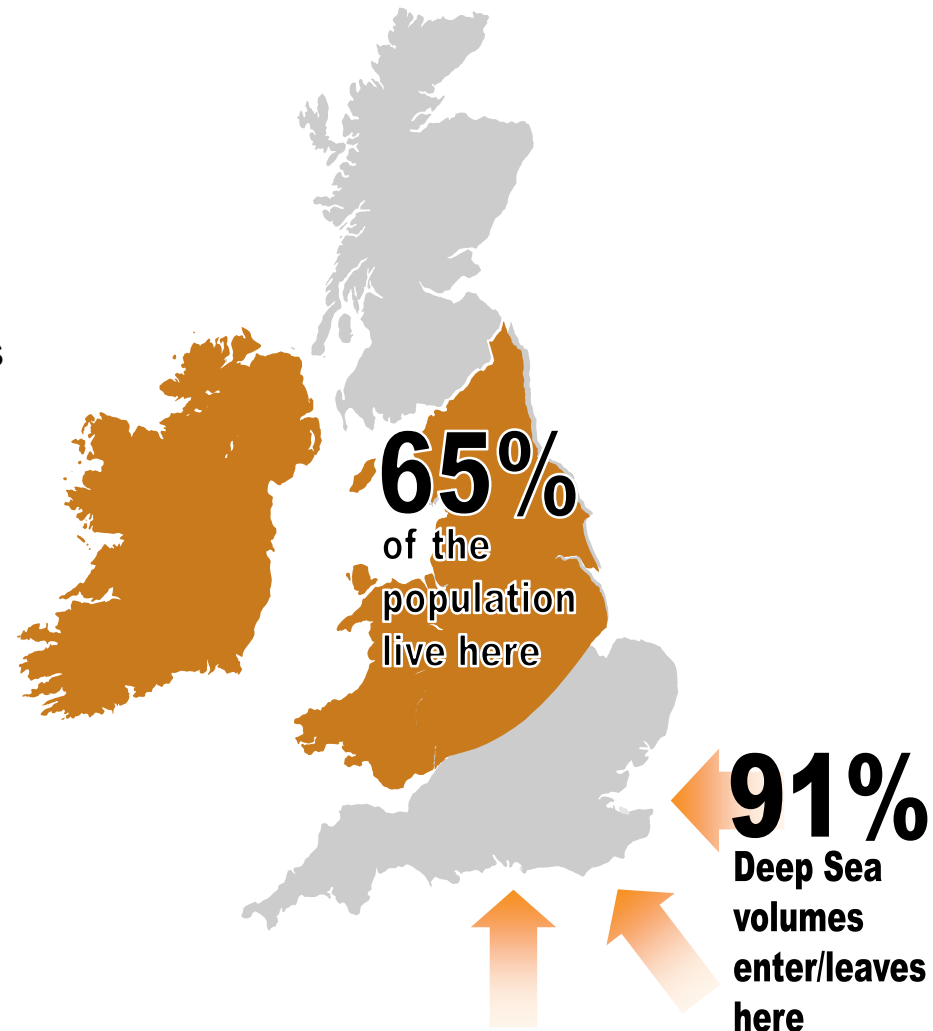 s
65%
of the
population
live here
91%
Deep Sea
volumes
enter/leaves
here